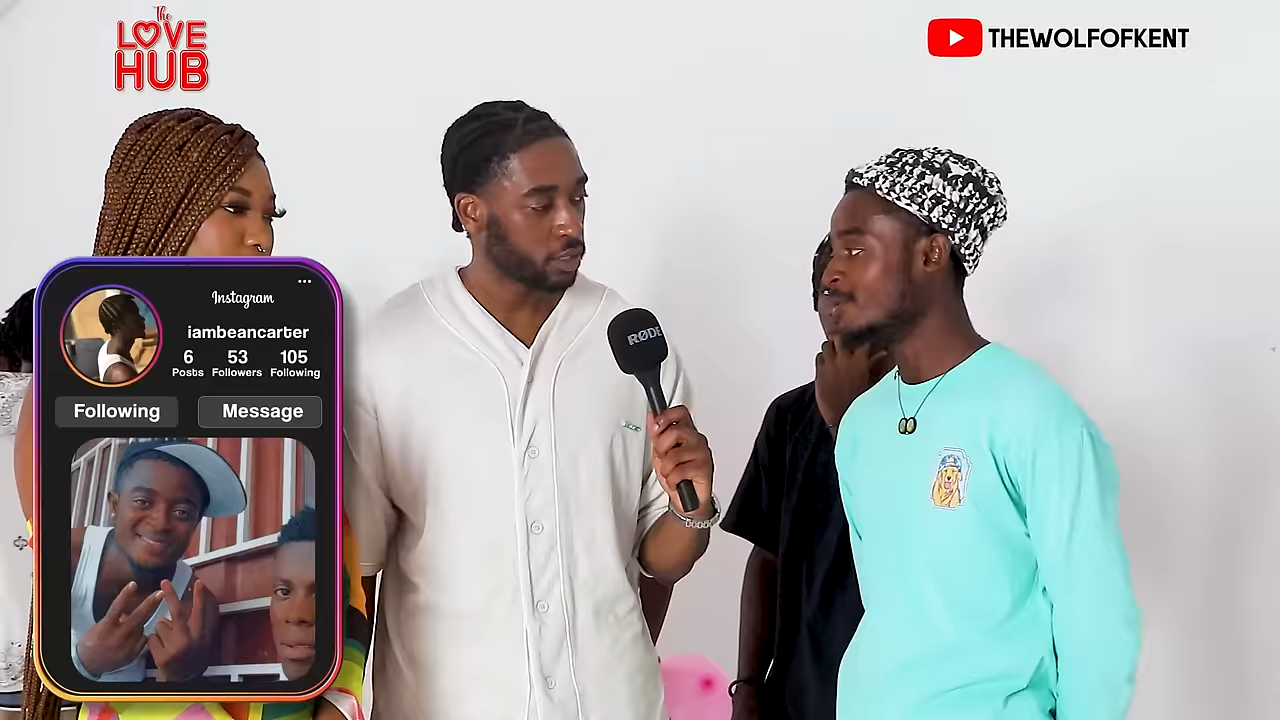 The
LOVE
HUB
THEWOLFOFKENT
Instagram
iambeancarter
6 53 105
Posts Followers Following
Following Message
RØDE